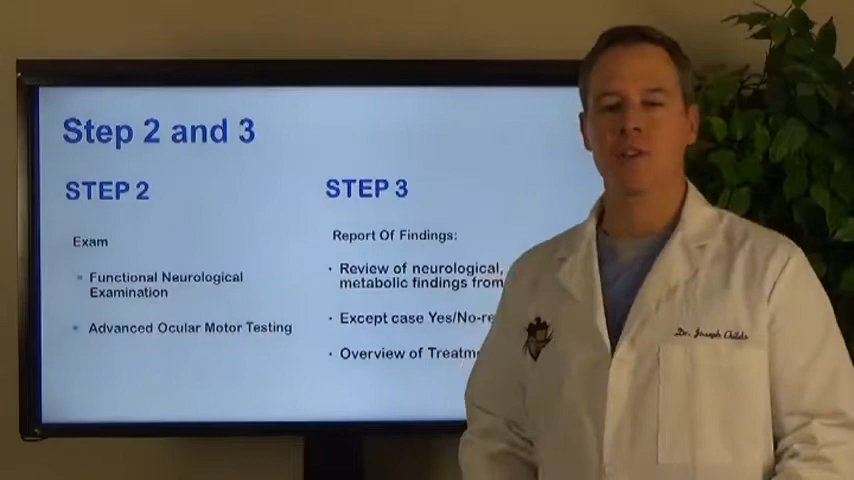 Step 2 and 3
STEP 2
Exam
Functional Neurological
Examination
Advanced Ocular Motor Testing
STEP 3
Report Of Findings:
Review of neurological,
metabolic findings from
Except case Yes/No-re
Overview of Treatm
Dr. Joseph Childs